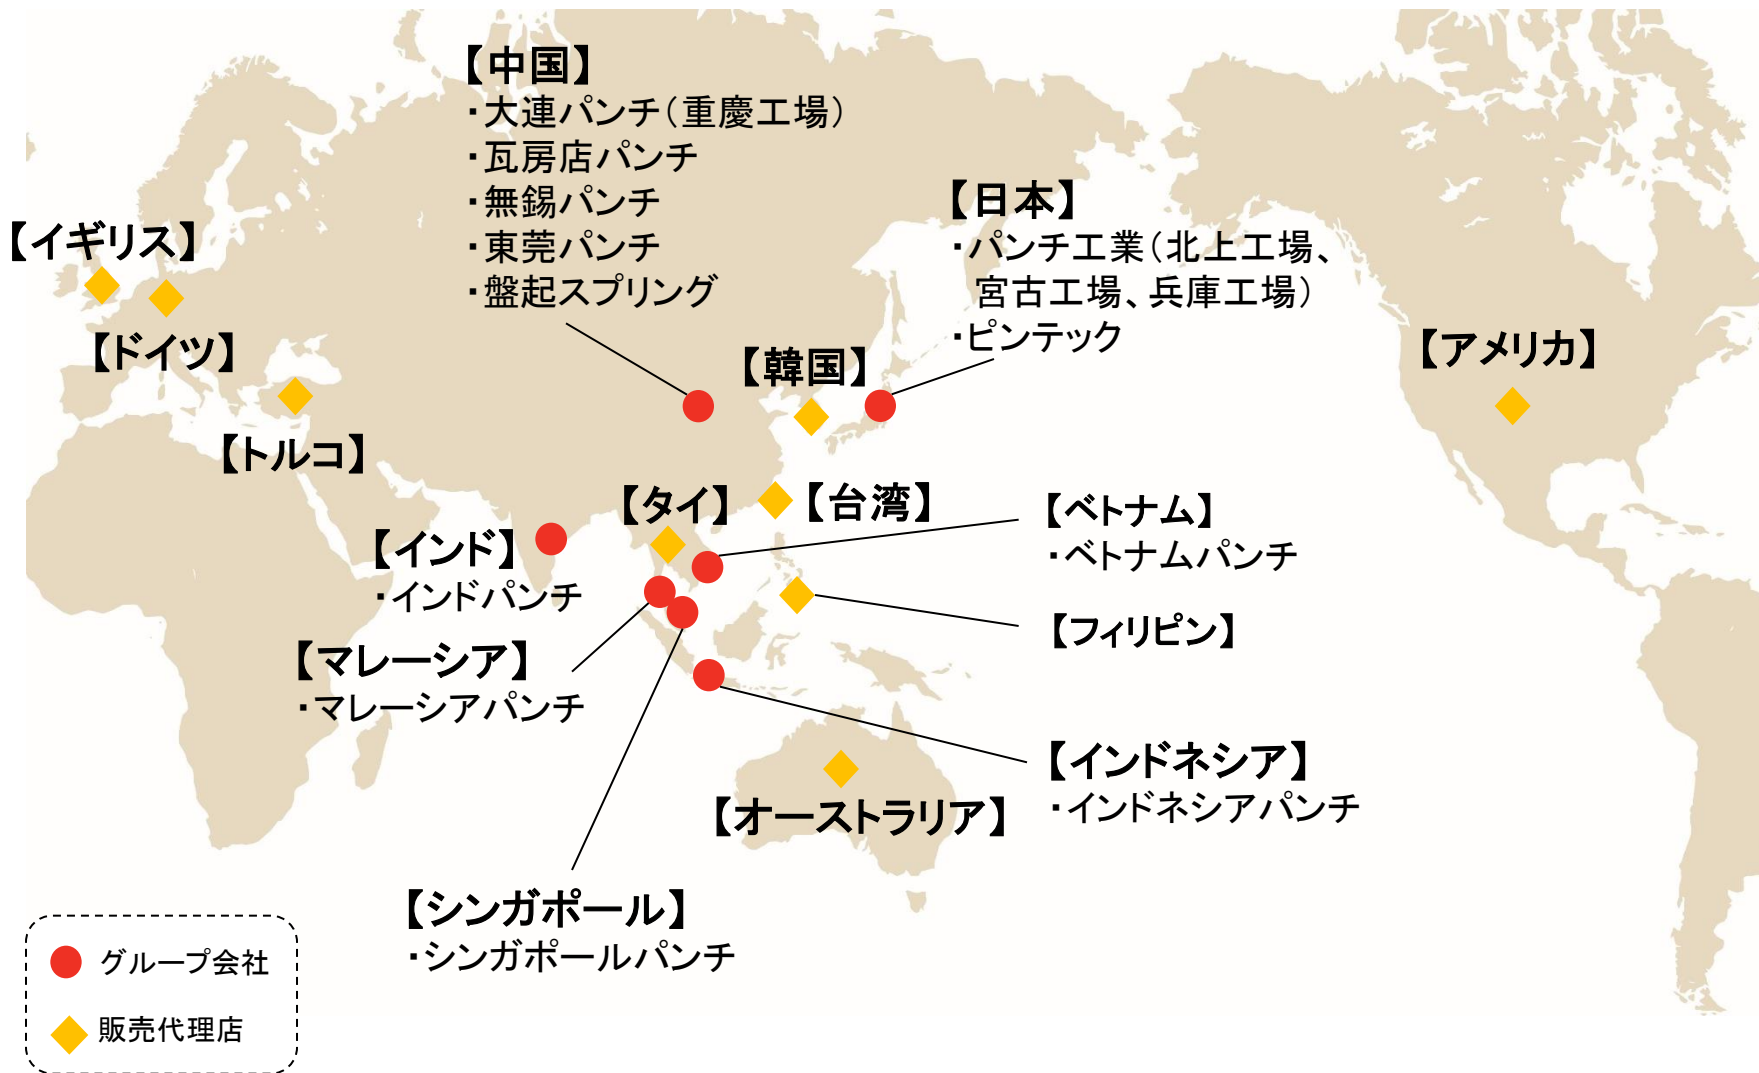 【中国】
・大連パンチ（重慶工場）
・瓦房店パンチ
・無錫パンチ
・東莞パンチ
・盤起スプリング
【日本】
・パンチ工業（北上工場、
宮古工場、兵庫工場）
・ピンテック
【イギリス】
【ドイツ】
【韓国】
【アメリカ】
【トルコ】
【タイ】
【台湾】
【ベトナム】
・ベトナムパンチ
【インド】
・インドパンチ
【フィリピン】
【マレーシア】
・マレーシアパンチ
【インドネシア】
・インドネシアパンチ
【オーストラリア】
【シンガポール】
・シンガポールパンチ
グループ会社
販売代理店